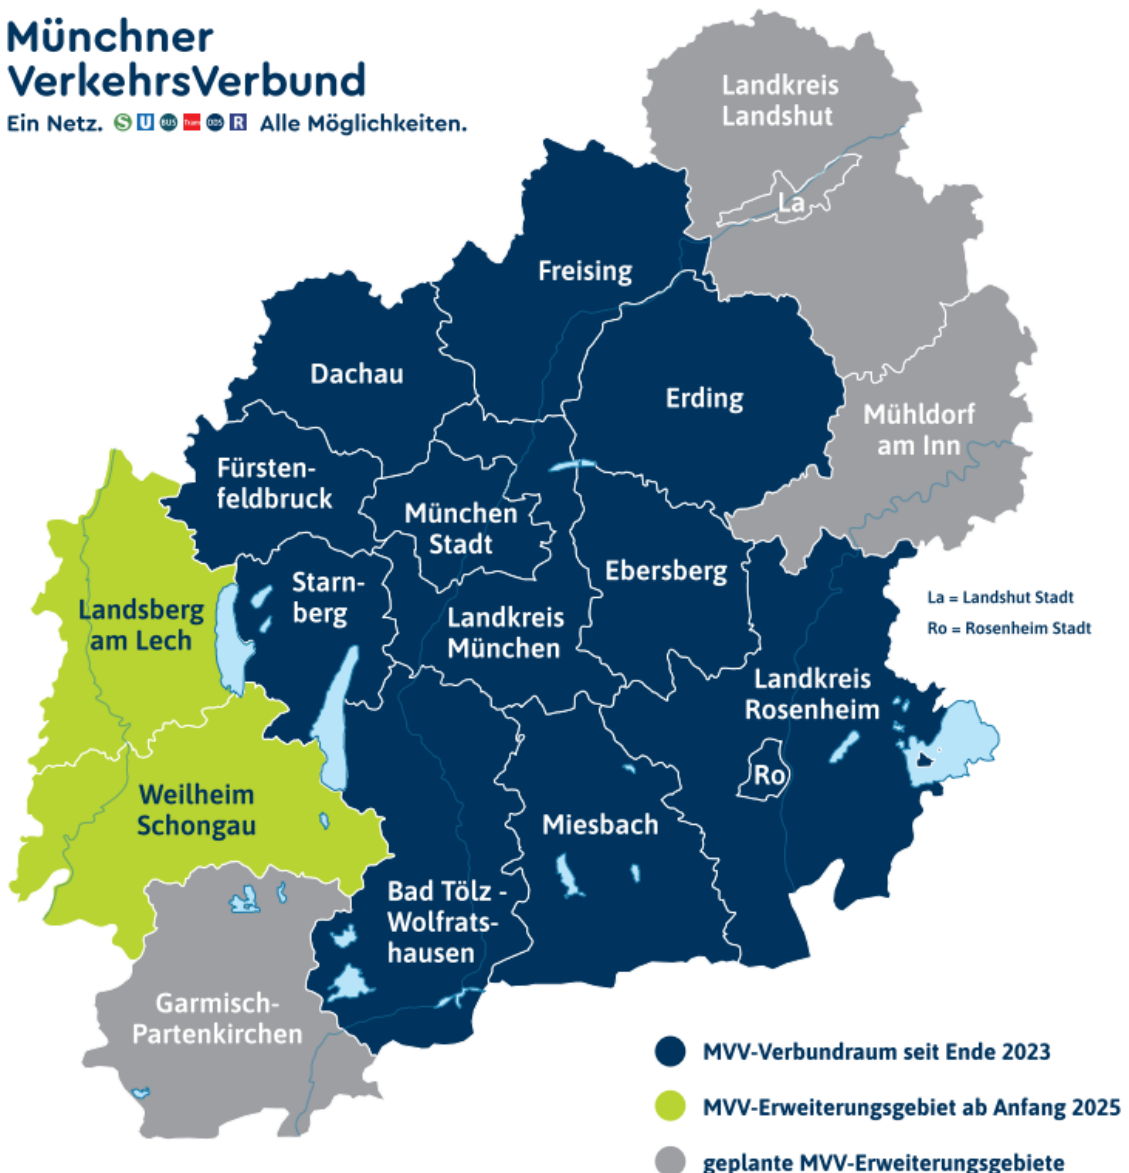 Münchner
VerkehrsVerbund
Ein Netz. S U BUS Tram R Alle Möglichkeiten.
Landkreis
Landshut
La
Freising
Dachau
Erding
Mühldorf
am Inn
Fürsten-
feldbruck
München
Stadt
Ebersberg
Starn-
berg
Landsberg
am Lech
Landkreis
München
La = Landshut Stadt
Ro = Rosenheim Stadt
Landkreis
Rosenheim
Ro
Weilheim
Schongau
Miesbach
Bad Tölz -
Wolfrats-
hausen
Garmisch-
Partenkirchen
MVV-Verbundraum seit Ende 2023
MVV-Erweiterungsgebiet ab Anfang 2025
geplante MVV-Erweiterungsgebiete